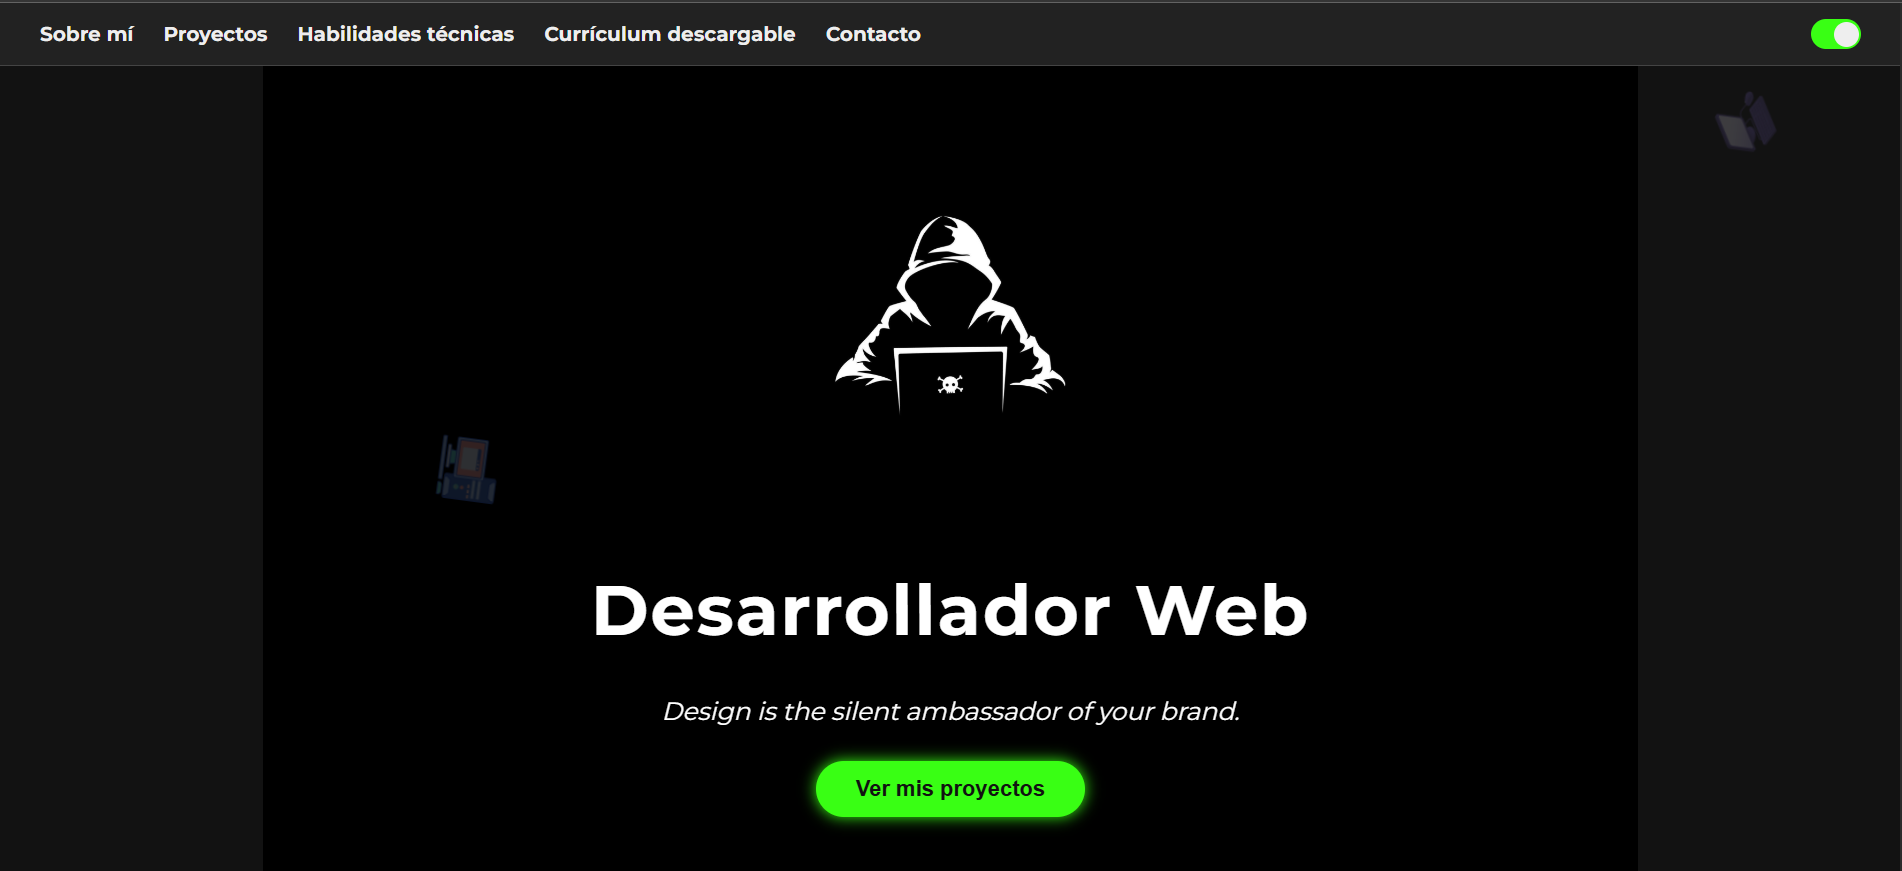 Sobre mí Proyectos Habilidades técnicas Currículum descargable Contacto
Desarrollador Web
Design is the silent ambassador of your brand.
Ver mis proyectos